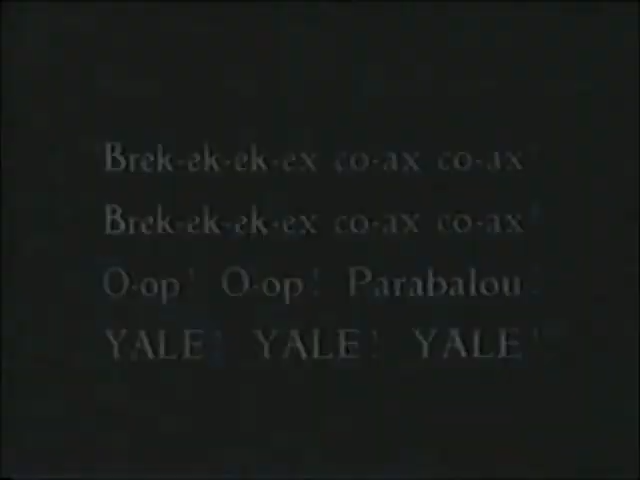 Brek-ek-ek-ex co-ax co-ax!
Brek-ek-ek-ex co-ax co-ax!
O-op! O-op! Parabalou!
YALE! YALE! YALE!